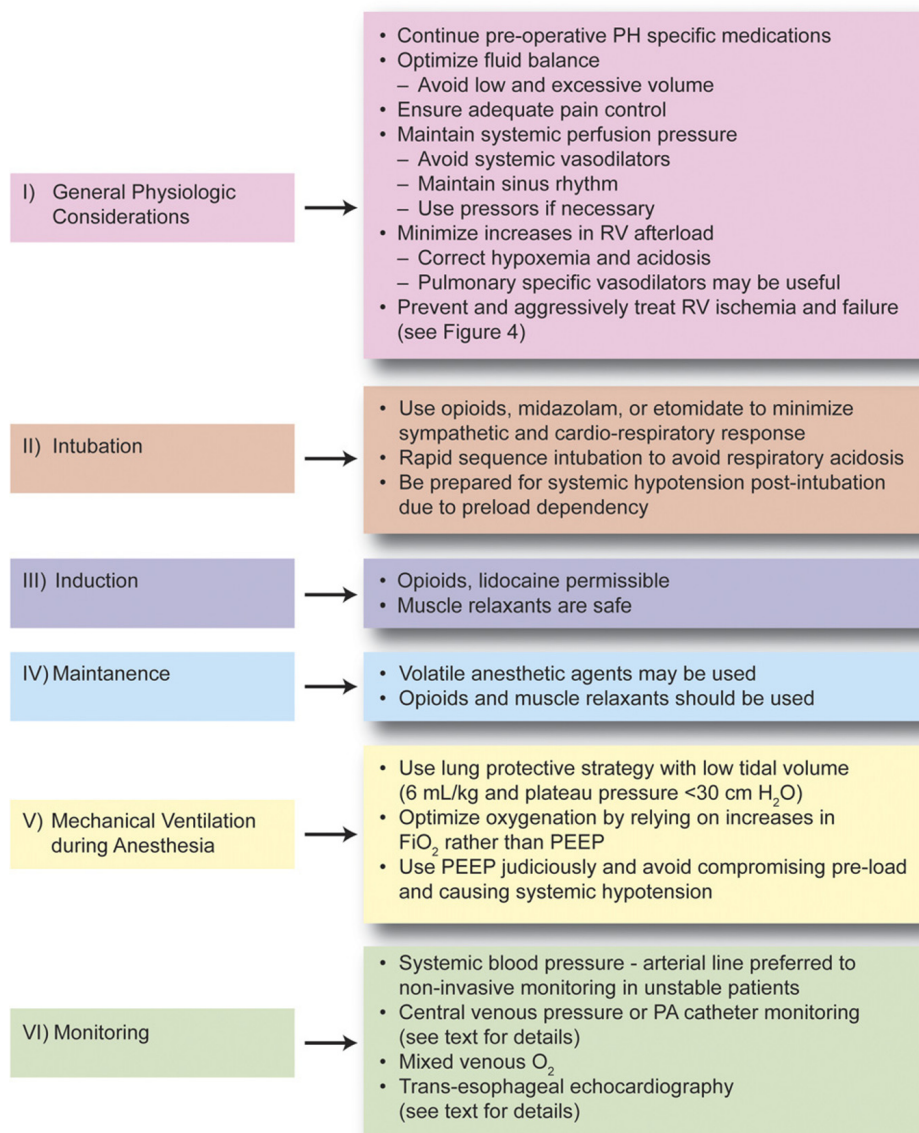 I) General Physiologic
Considerations
• Continue pre-operative PH specific medications
• Optimize fluid balance
– Avoid low and excessive volume
• Ensure adequate pain control
• Maintain systemic perfusion pressure
– Avoid systemic vasodilators
– Maintain sinus rhythm
– Use pressors if necessary
• Minimize increases in RV afterload
– Correct hypoxemia and acidosis
– Pulmonary specific vasodilators may be useful
• Prevent and aggressively treat RV ischemia and failure
(see Figure 4)
II) Intubation
• Use opioids, midazolam, or etomidate to minimize
sympathetic and cardio-respiratory response
• Rapid sequence intubation to avoid respiratory acidosis
• Be prepared for systemic hypotension post-intubation
due to preload dependency
III) Induction
• Opioids, lidocaine permissible
• Muscle relaxants are safe
IV) Maintanence
• Volatile anesthetic agents may be used
• Opioids and muscle relaxants should be used
V) Mechanical Ventilation
during Anesthesia
• Use lung protective strategy with low tidal volume
(6 mL/kg and plateau pressure <30 cm H₂O)
• Optimize oxygenation by relying on increases in
FiO₂ rather than PEEP
• Use PEEP judiciously and avoid compromising pre-load
and causing systemic hypotension
VI) Monitoring
• Systemic blood pressure - arterial line preferred to
non-invasive monitoring in unstable patients
• Central venous pressure or PA catheter monitoring
(see text for details)
• Mixed venous O₂
• Trans-esophageal echocardiography
(see text for details)